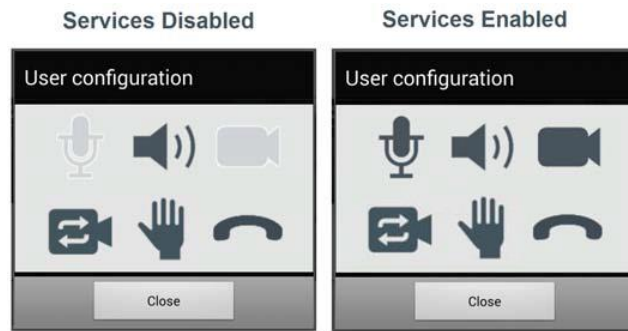 Services Disabled
Services Enabled
User configuration
User configuration
Close
Close